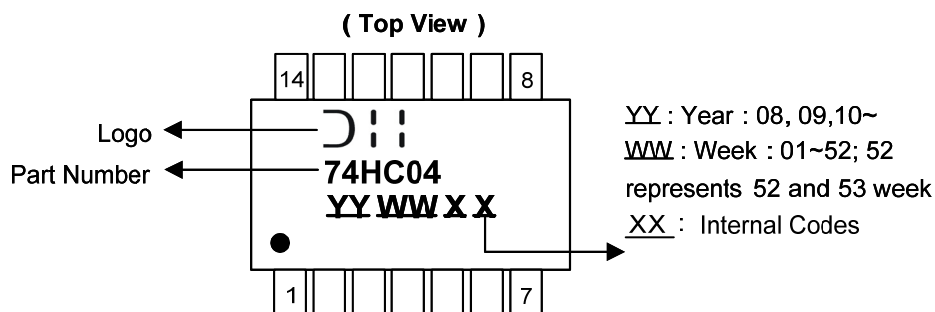 ( Top View )
14 8
Logo
Part Number
74HC04
YY WW X X
1 7
YY : Year : 08, 09,10~
WW : Week : 01~52; 52
represents 52 and 53 week
XX : Internal Codes